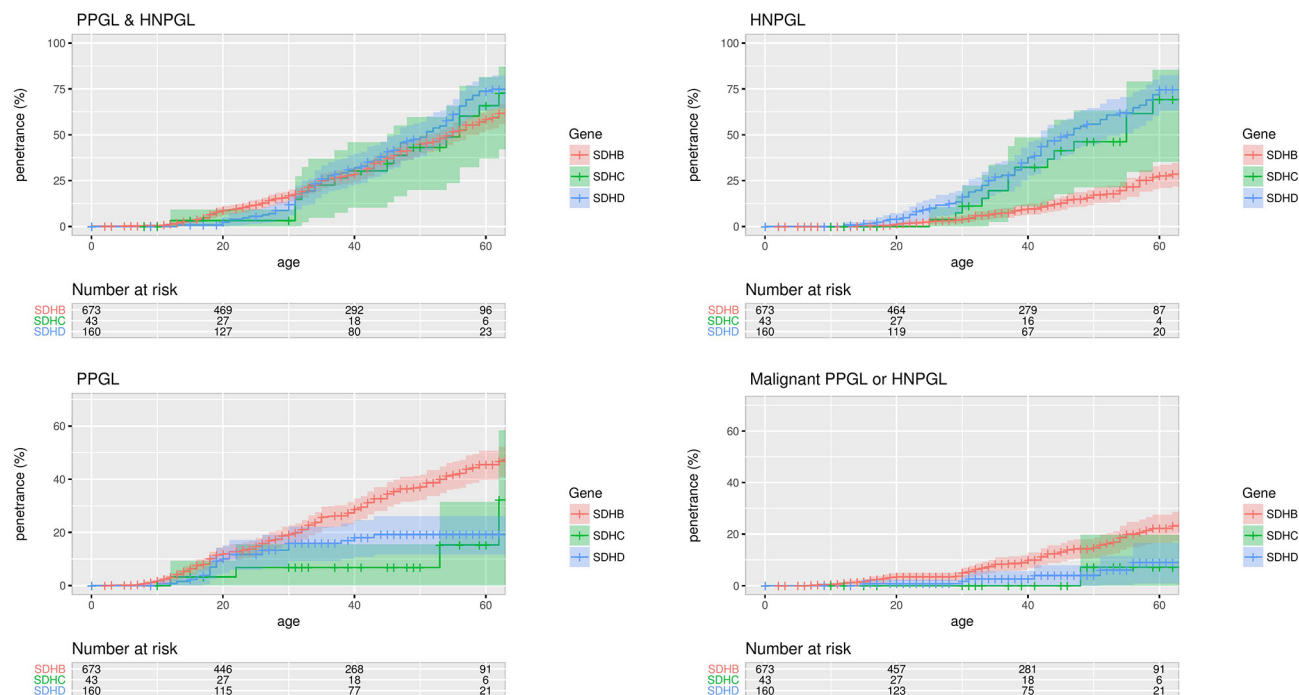 PPGL & HNPGL
100
75
50
25
0
penetrance (%)
0 20 40 60
age
Gene
SDHB
SDHC
SDHD
Number at risk
SDHB 673 469 292 96
SDHC 43 27 18 6
SDHD 160 127 80 23
HNPGL
100
75
50
25
0
penetrance (%)
0 20 40 60
age
Gene
SDHB
SDHC
SDHD
Number at risk
SDHB 673 464 279 87
SDHC 43 27 16 4
SDHD 160 119 67 20
PPGL
60
40
20
0
penetrance (%)
0 20 40 60
age
Gene
SDHB
SDHC
SDHD
Number at risk
SDHB 673 446 268 91
SDHC 43 27 18 6
SDHD 160 115 77 21
Malignant PPGL or HNPGL
60
40
20
0
penetrance (%)
0 20 40 60
age
Gene
SDHB
SDHC
SDHD
Number at risk
SDHB 673 457 281 91
SDHC 43 27 18 6
SDHD 160 123 75 21